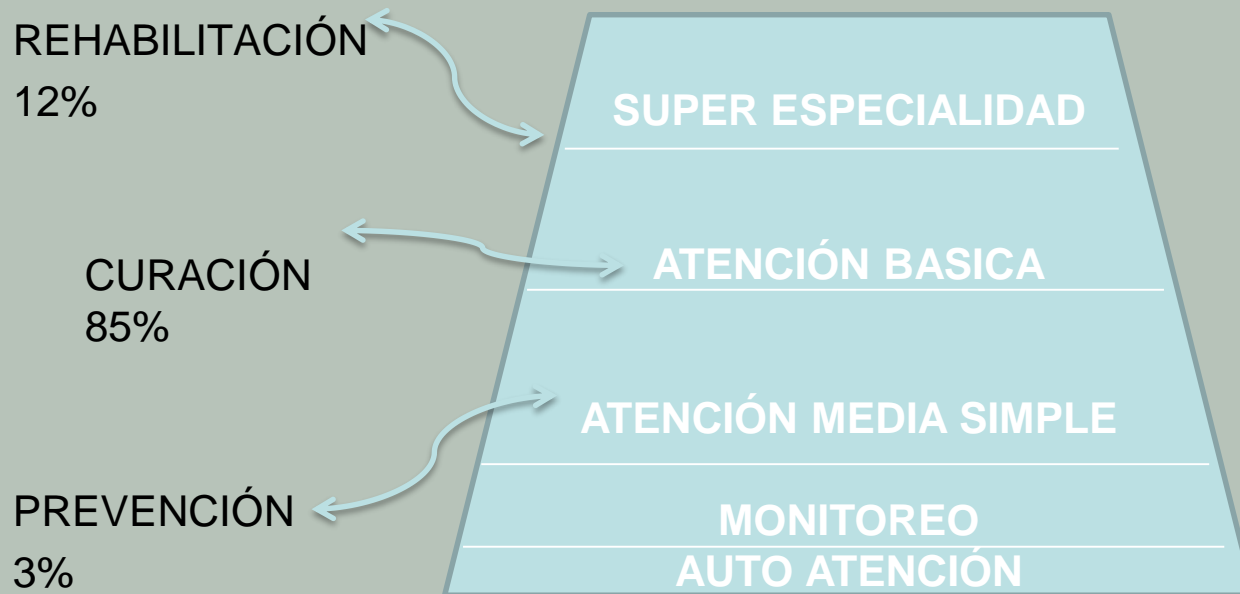 REHABILITACIÓN
12%
CURACIÓN
85%
PREVENCIÓN
3%
SUPER ESPECIALIDAD
ATENCIÓN BASICA
ATENCIÓN MEDIA SIMPLE
MONITOREO
AUTO ATENCIÓN